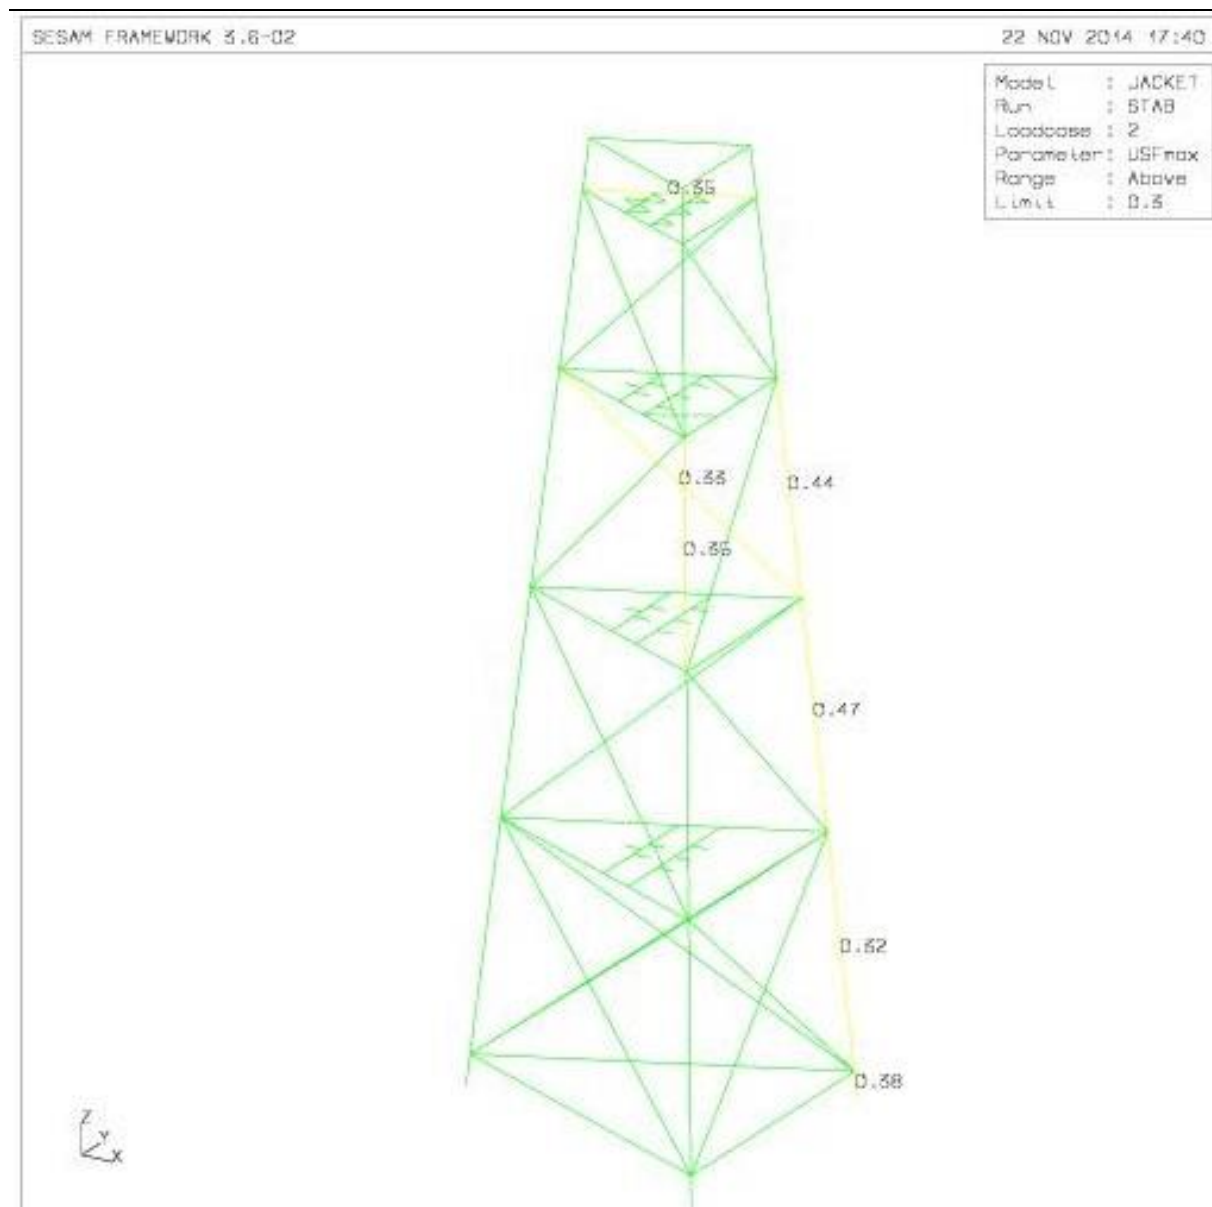 SESAM FRAMEWORK 3.6-02
22 NOV 2014 17:40
Model : JACKET
Run : STAB
Loadcase : 2
Parameter: USFmax
Range : Above
Limit : 0.3
0.35
0.33
0.44
0.35
0.47
0.32
0.38
Z
Y
X